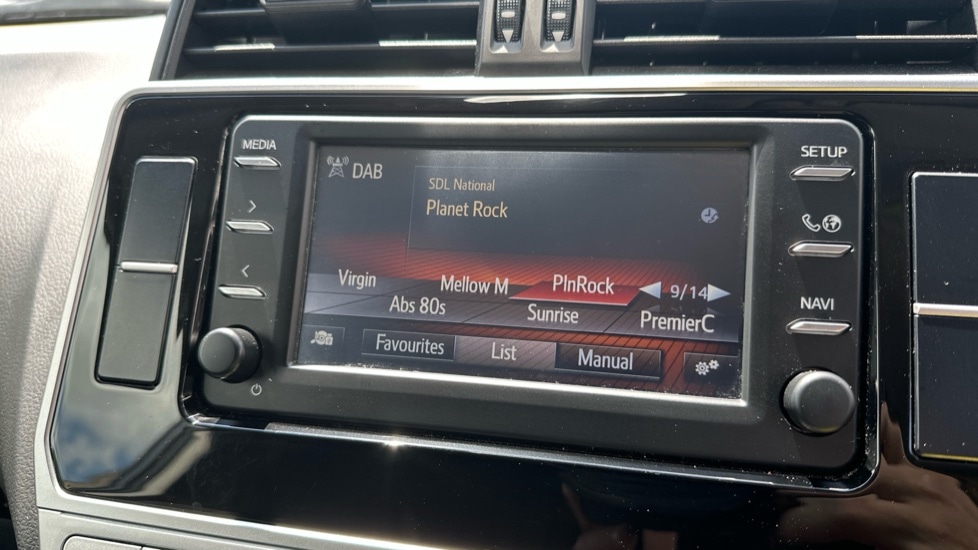 MEDIA
SETUP
NAVI
DAB
SDL National
Planet Rock
Virgin
Mellow M
PlnRock
9/14
Abs 80s
Sunrise
PremierC
Favourites
List
Manual